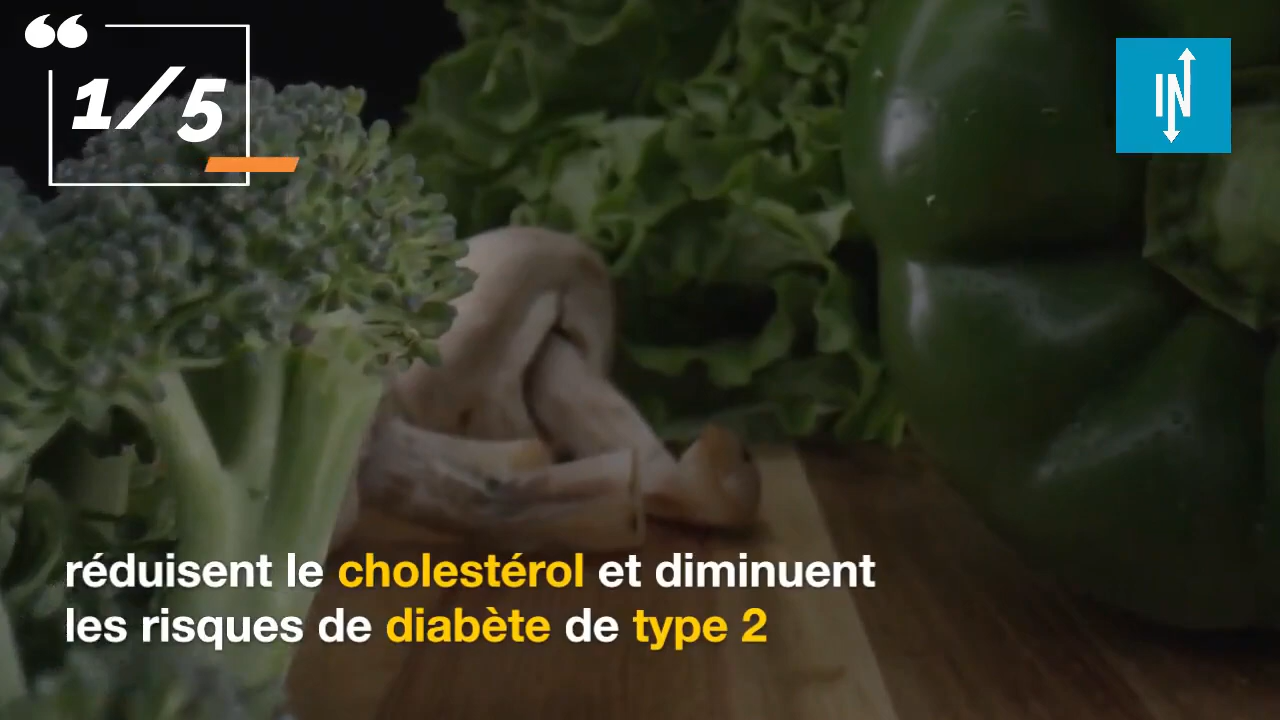 ❝
1/5
IN
réduisent le cholestérol et diminuent
les risques de diabète de type 2